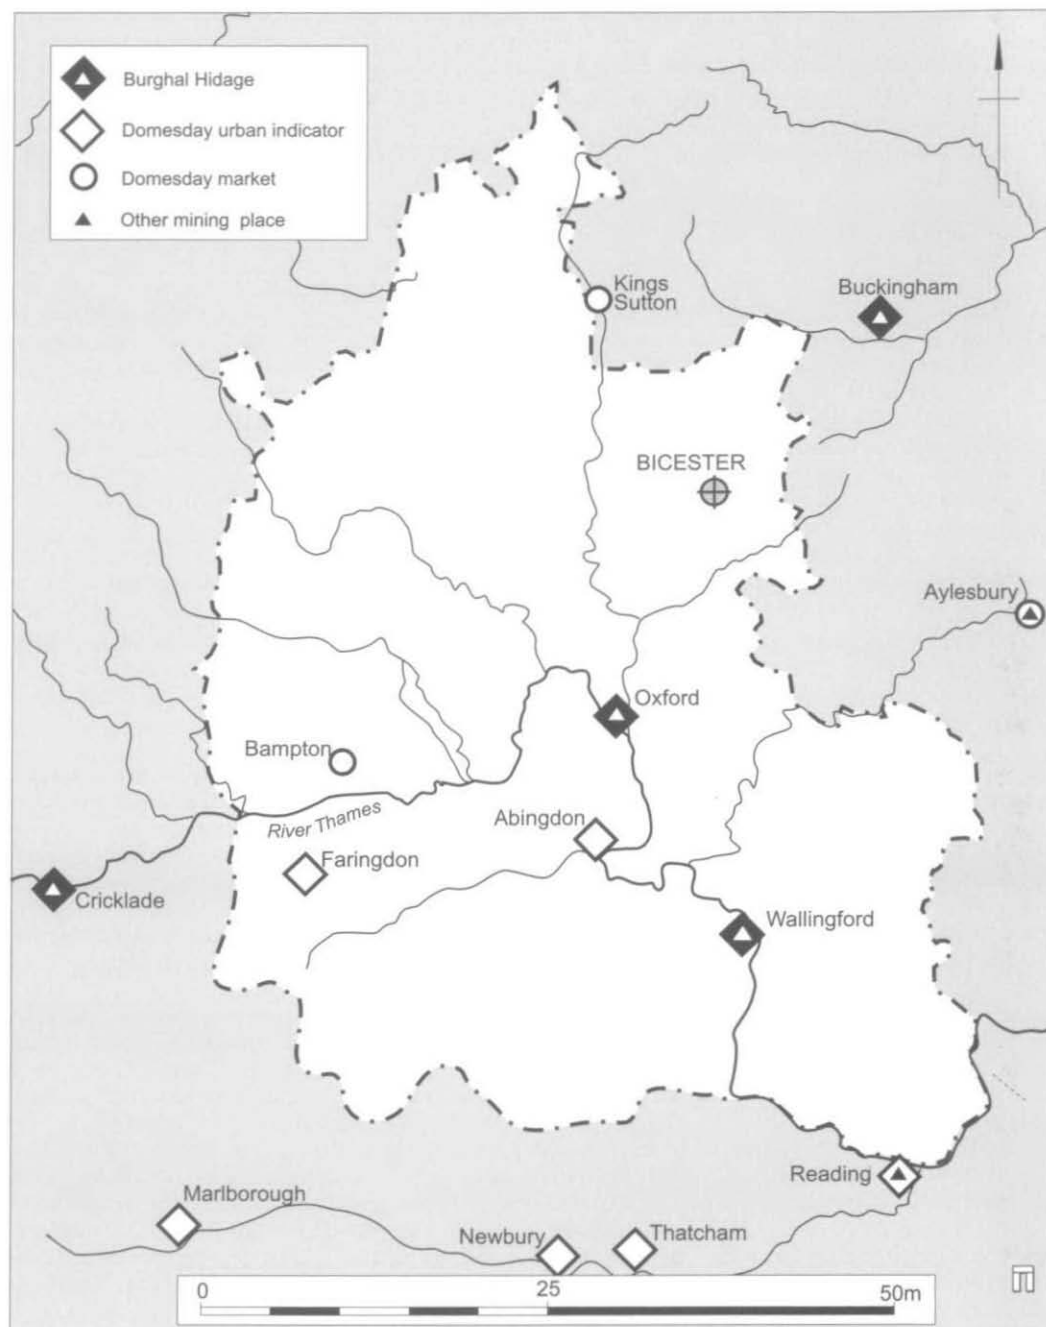 Burghal Hidage
Domesday urban indicator
Domesday market
Other mining place
Kings
Sutton
Buckingham
BICESTER
Aylesbury
Oxford
Bampton
River Thames
Abingdon
Faringdon
Cricklade
Wallingford
Reading
Marlborough
Newbury
Thatcham
0 25 50m